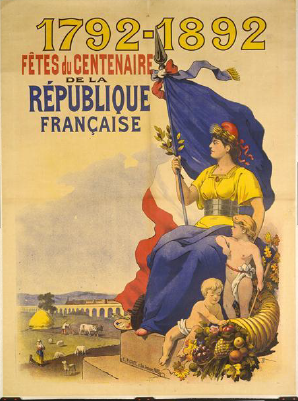 1792-1892
FÊTES du CENTENAIRE
DE LA
RÉPUBLIQUE
FRANÇAISE